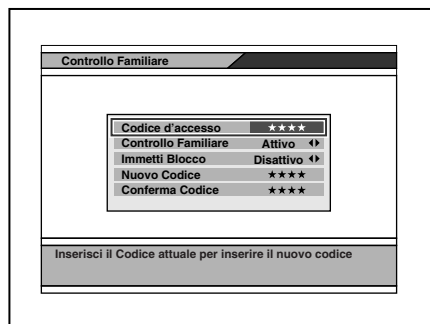 Controllo Familiare
Codice d'accesso ★★★★
Controllo Familiare Attivo
Immetti Blocco Disattivo
Nuovo Codice ★★★★
Conferma Codice ★★★★
Inserisci il Codice attuale per inserire il nuovo codice